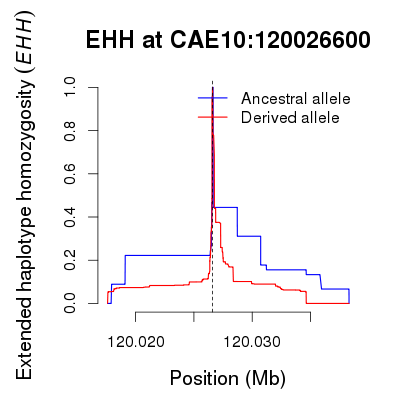 EHH at CAE10:120026600
Extended haplotype homozygosity (EHH)
1.0
0.8
0.6
0.4
0.2
0.0
Ancestral allele
Derived allele
120.020
120.030
Position (Mb)